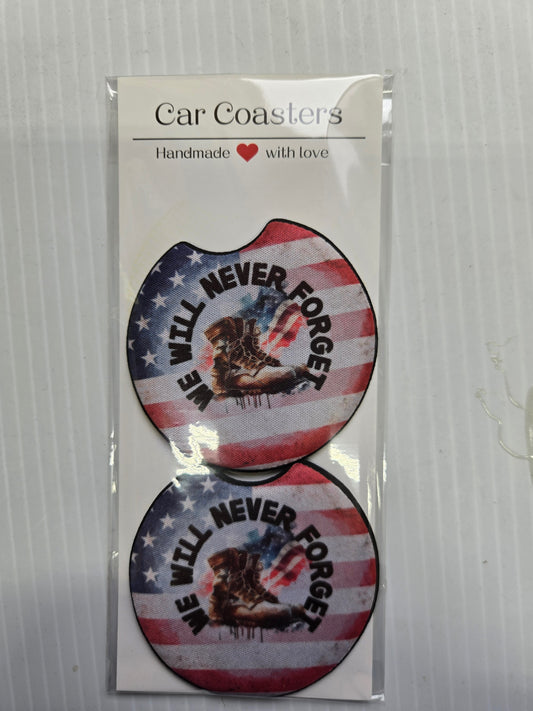 Car Coasters
Handmade ❤ with love
WE WILL NEVER FORGET
WE WILL NEVER FORGET